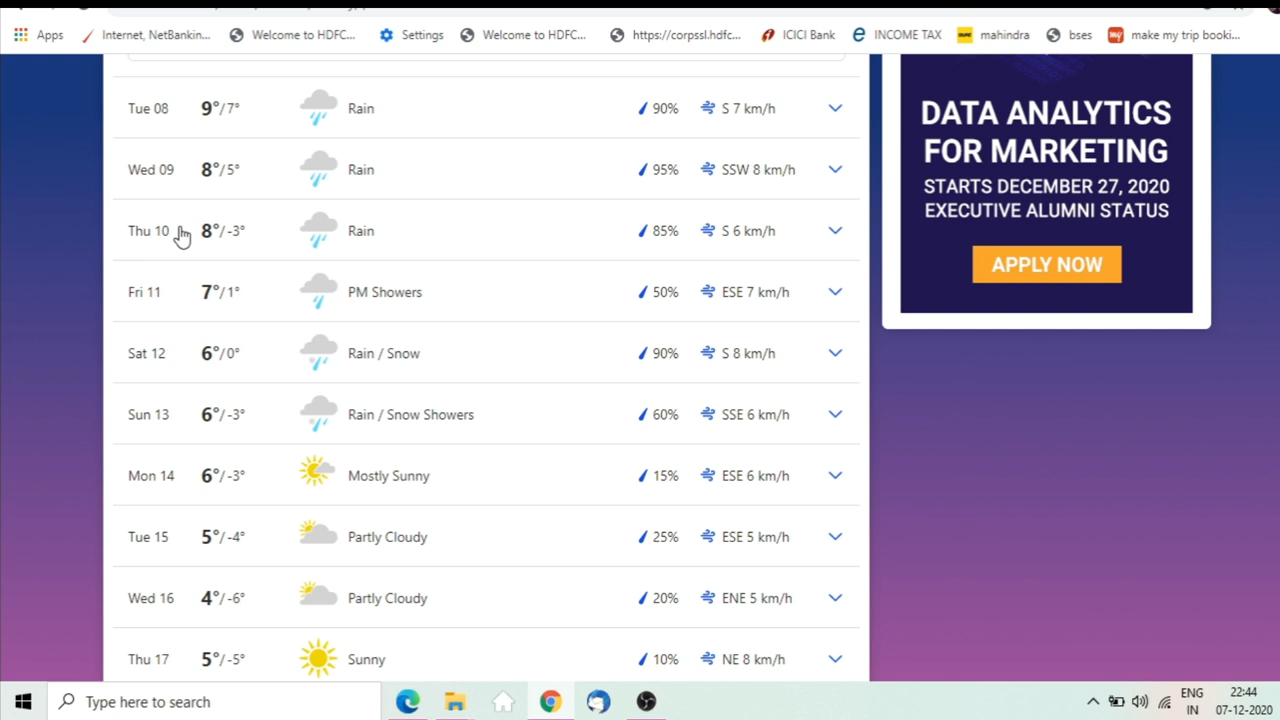 Apps
Internet, NetBankin...
Welcome to HDFC...
Settings
Welcome to HDFC...
https://corpssl.hdfc...
ICICI Bank
INCOME TAX
mahindra
bses
my
make my trip booki...
Tue 08 9°/7° Rain 90% S 7 km/h
Wed 09 8°/5° Rain 95% SSW 8 km/h
Thu 10 8°/-3° Rain 85% S 6 km/h
Fri 11 7°/1° PM Showers 50% ESE 7 km/h
Sat 12 6°/0° Rain / Snow 90% S 8 km/h
Sun 13 6°/-3° Rain / Snow Showers 60% SSE 6 km/h
Mon 14 6°/-3° Mostly Sunny 15% ESE 6 km/h
Tue 15 5°/-4° Partly Cloudy 25% ESE 5 km/h
Wed 16 4°/-6° Partly Cloudy 20% ENE 5 km/h
Thu 17 5°/-5° Sunny 10% NE 8 km/h
DATA ANALYTICS
FOR MARKETING
STARTS DECEMBER 27, 2020
EXECUTIVE ALUMNI STATUS
APPLY NOW
Type here to search
ENG
IN
22:44
07-12-2020